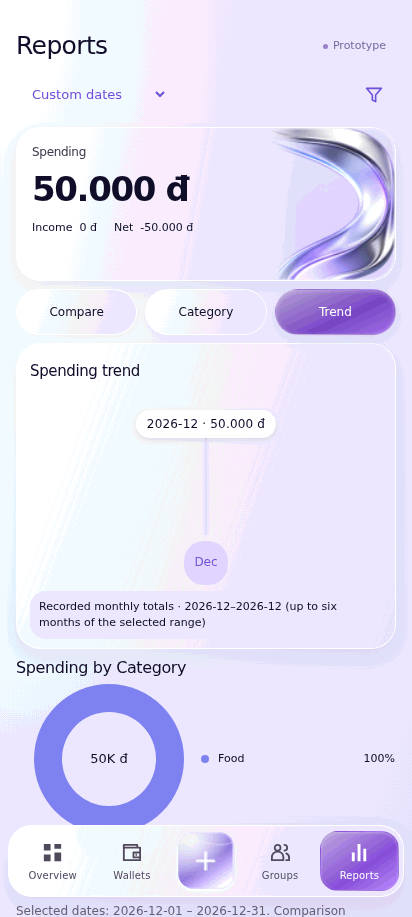 Reports
Prototype
Custom dates
Spending
50.000 đ
Income 0 đ Net -50.000 đ
Compare
Category
Trend
Spending trend
2026-12 · 50.000 đ
Dec
Recorded monthly totals · 2026-12–2026-12 (up to six
months of the selected range)
Spending by Category
50K đ
Food
100%
Overview
Wallets
Groups
Reports
Selected dates: 2026-12-01 – 2026-12-31. Comparison